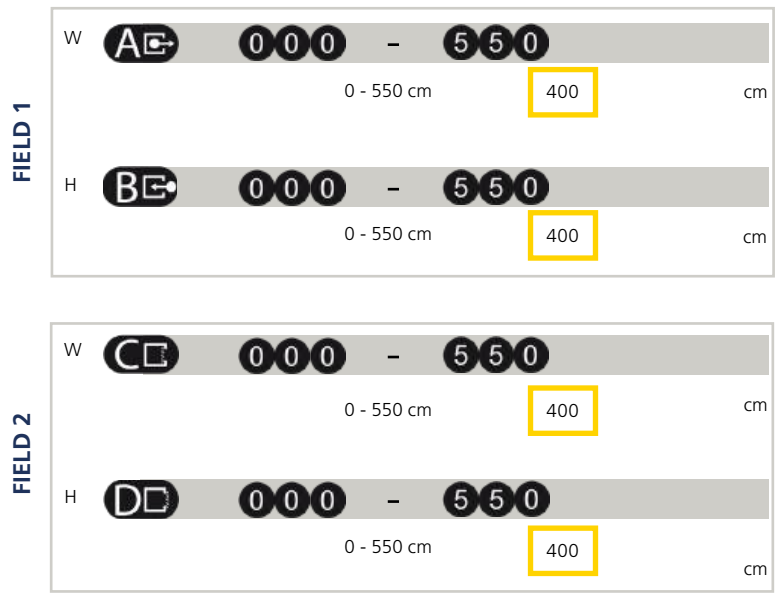 FIELD 1
W A 000 - 550
0 - 550 cm 400 cm
H B 000 - 550
0 - 550 cm 400 cm
FIELD 2
W C 000 - 550
0 - 550 cm 400 cm
H D 000 - 550
0 - 550 cm 400 cm